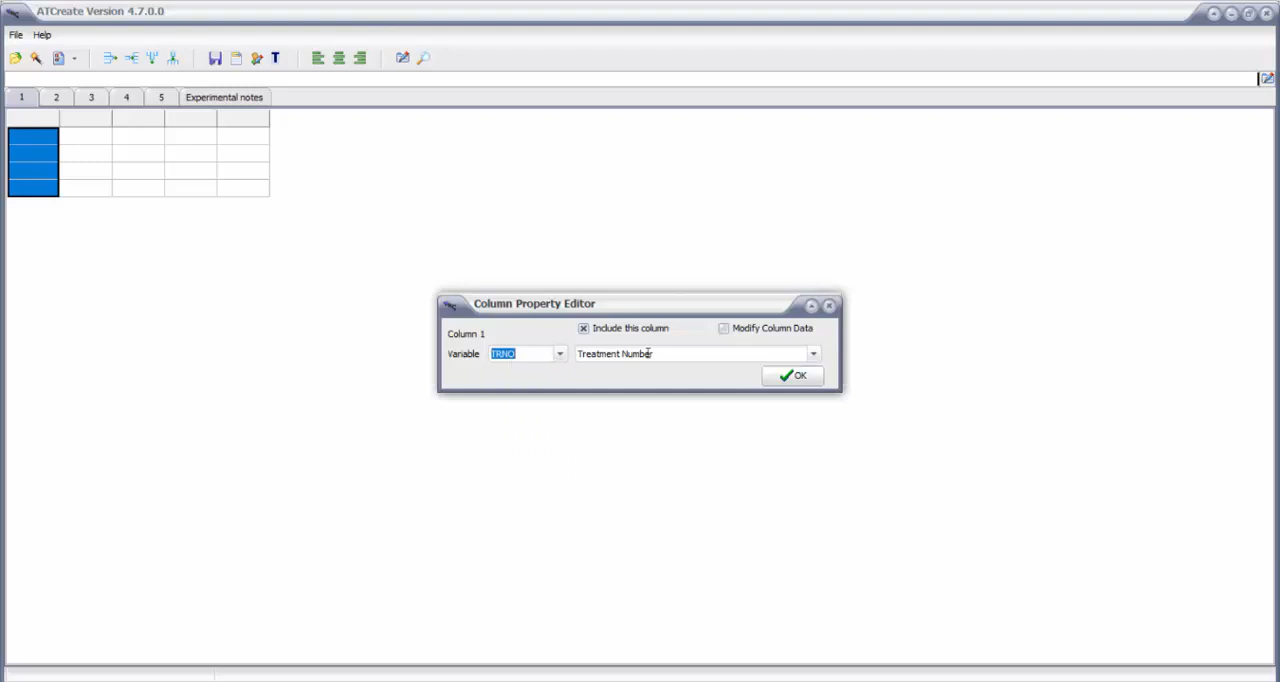 ATCreate Version 4.7.0.0
File Help
T
1 2 3 4 5 Experimental notes
Column Property Editor
Column 1 Include this column Modify Column Data
Variable TRNO Treatment Number
OK